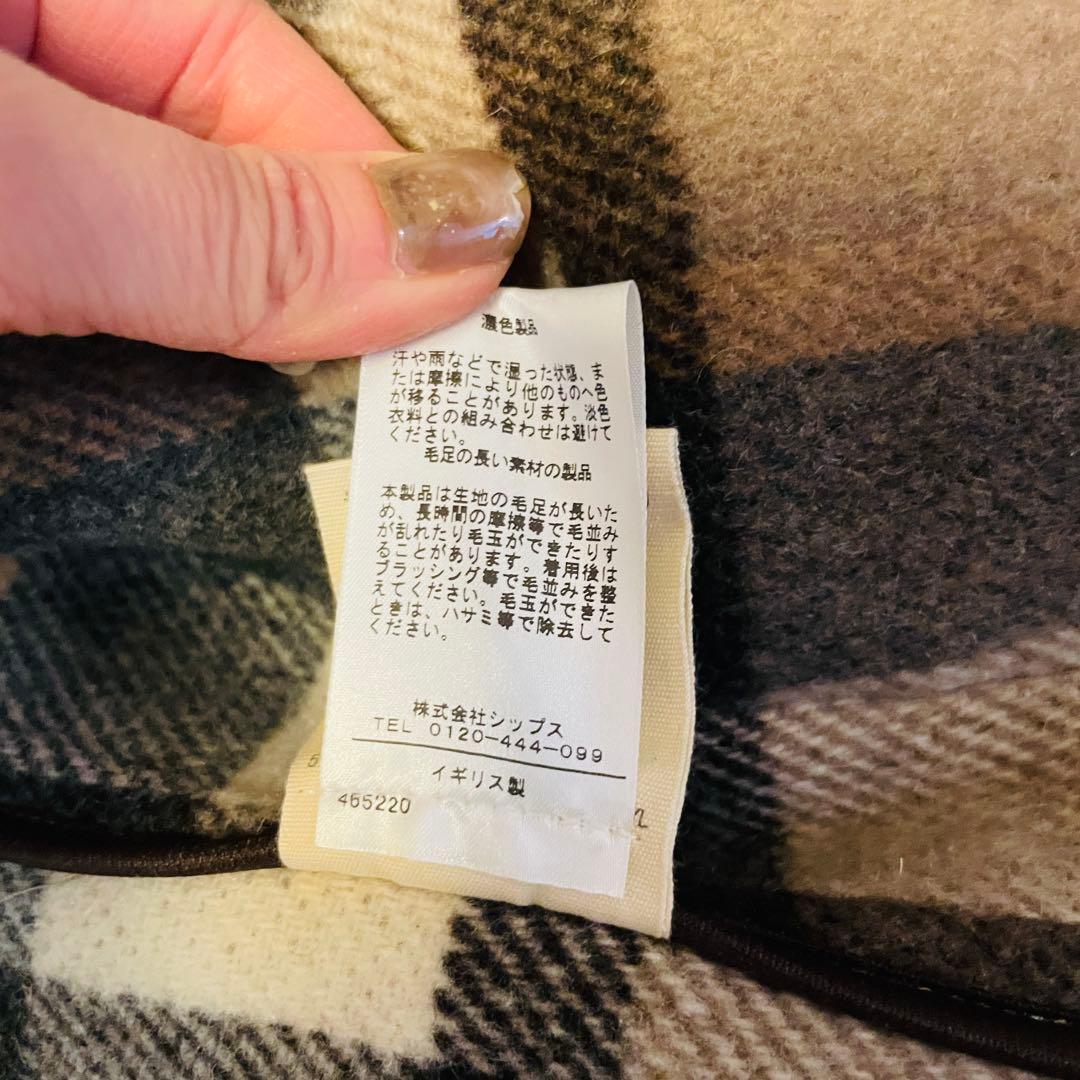 濃色製品
汗や雨などで湿った状態、ま
たは摩擦により他のものへ色
が移ることがあります。淡色
衣料との組み合わせは避けて
ください。
毛足の長い素材の製品
本製品は生地の毛足が長いた
め、長時間の摩擦等で毛並み
が乱れたり毛玉ができたりす
ることがあります。着用後は
ブラッシング等で毛並みを整
えてください。毛玉ができた
ときは、ハサミ等で除去して
ください。
株式会社シップス
TEL 0120-444-099
イギリス製
465220